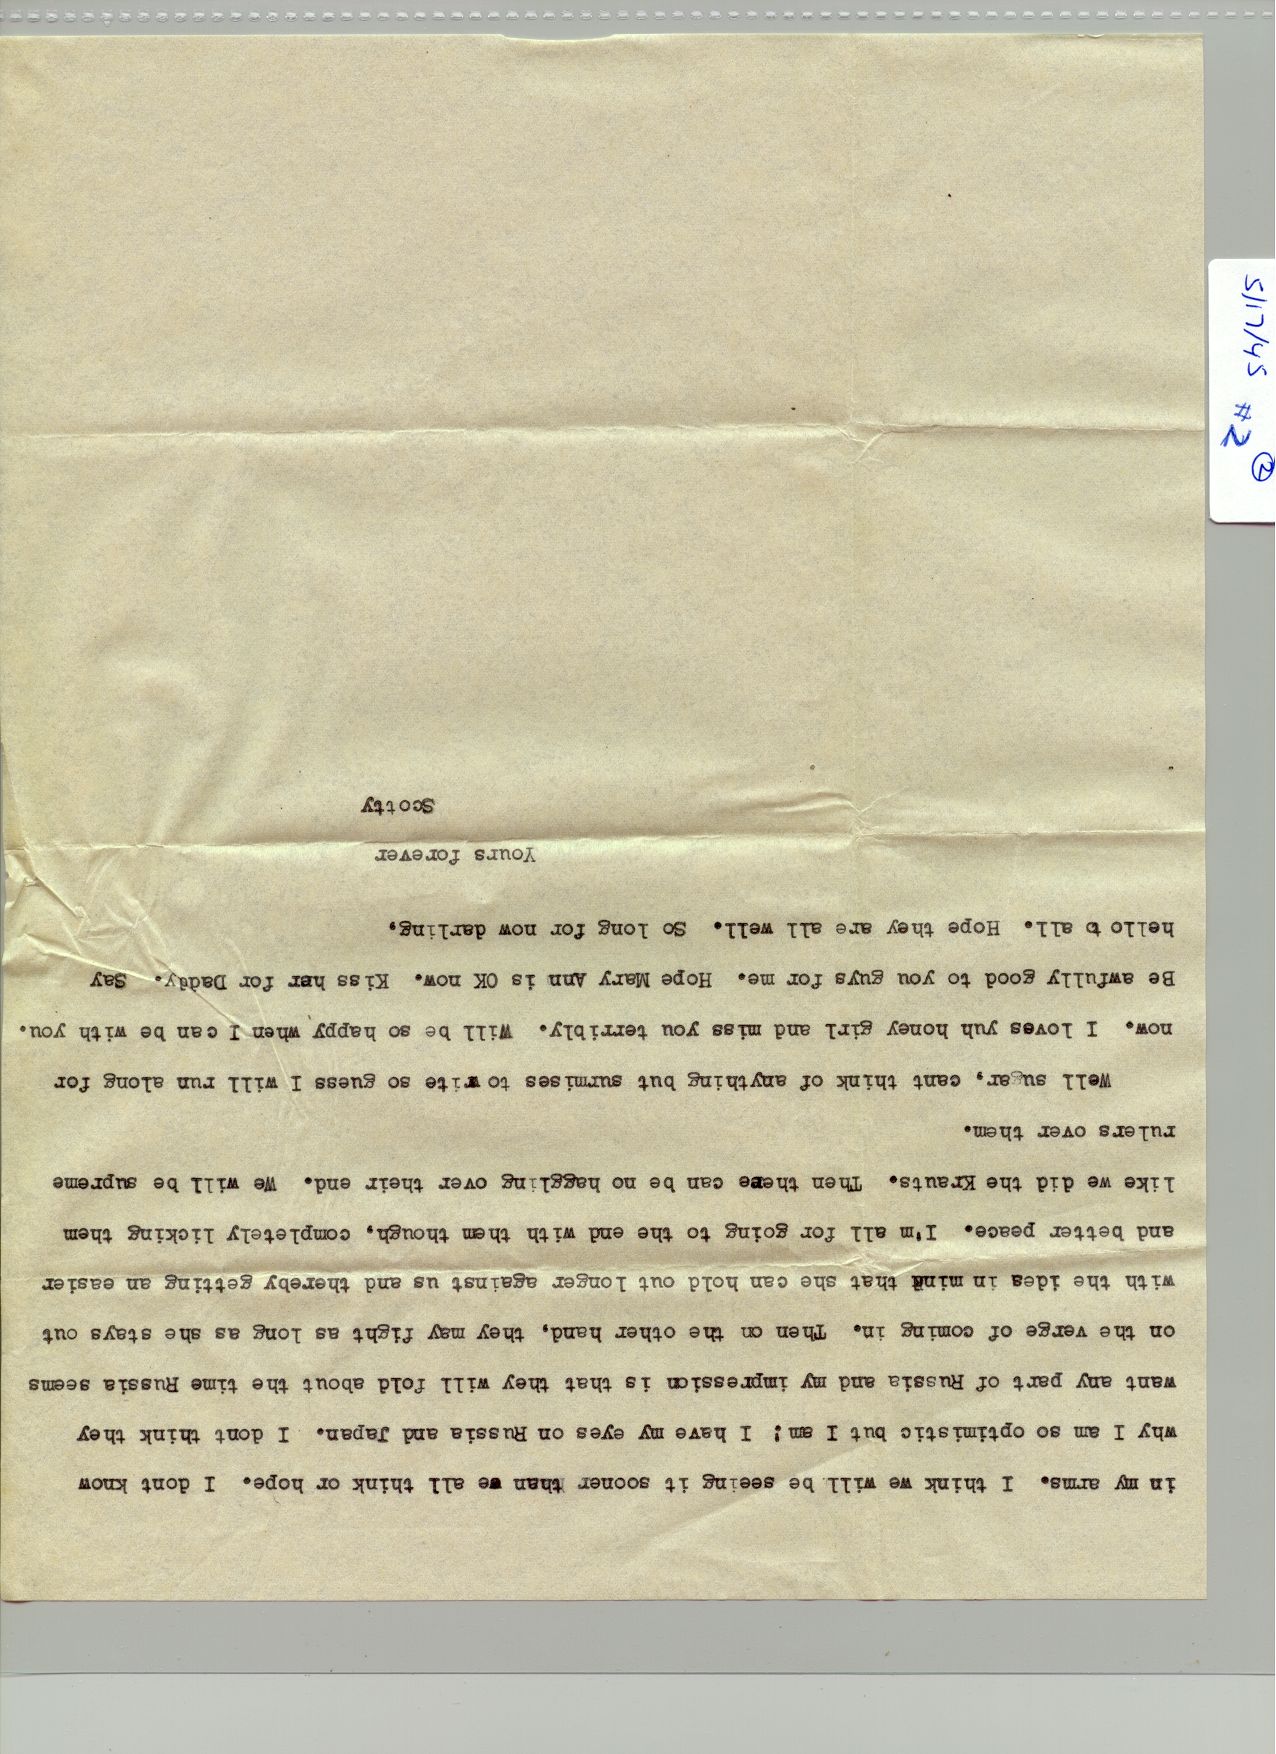 in my arms. I think we will be seeing it sooner than we all think or hope. I dont know
why I am so optimistic but I am; I have my eyes on Russia and Japan. I dont think they
want any part of Russia and my impression is that they will fold about the time Russia seems
on the verge of coming in. Then on the other hand, they may fight as long as she stays out
with the idea in mind that she can hold out longer against us and thereby getting an easier
and better peace. I'm all for going to the end with them though, completely licking them
like we did the Krauts. Then there can be no haggling over their end. We will be supreme
rulers over them.
Well sugar, cant think of anything but surmises to write so guess I will run along for
now. I loves yuh honey girl and miss you terribly. Will be so happy when I can be with you.
Be awfully good to you guys for me. Hope Mary Ann is OK now. Kiss her for Daddy. Say
hello to all. Hope they are all well. So long for now darling,
Yours forever
Scotty
5/17/45 #2
2